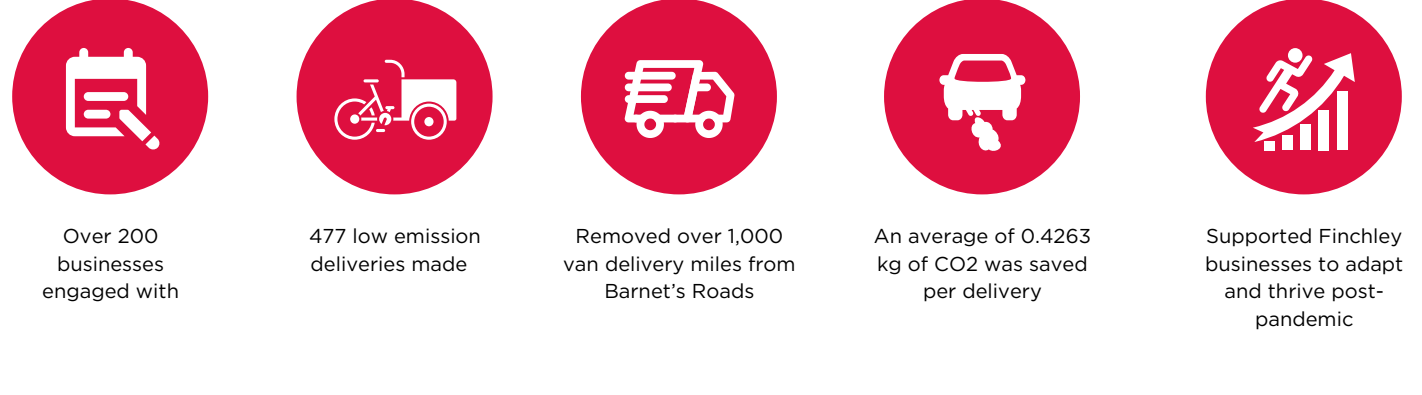 Over 200
businesses
engaged with
477 low emission
deliveries made
Removed over 1,000
van delivery miles from
Barnet's Roads
An average of 0.4263
kg of CO2 was saved
per delivery
Supported Finchley
businesses to adapt
and thrive post-
pandemic